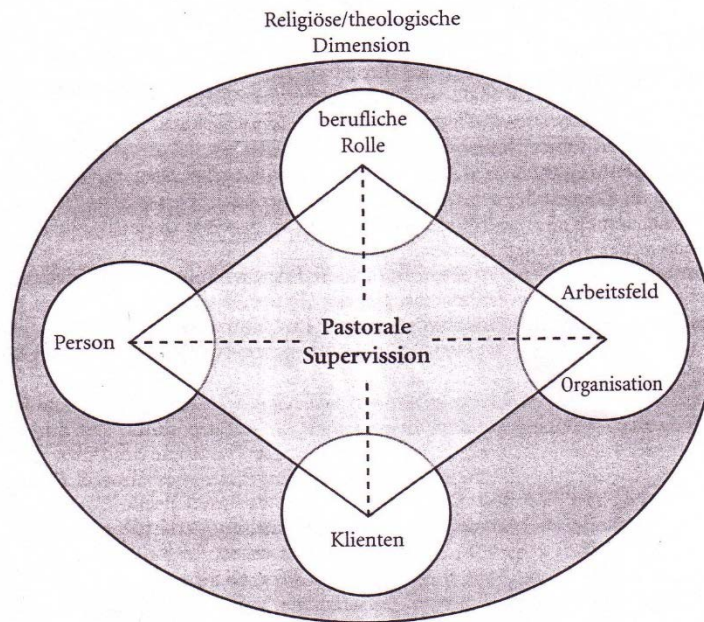 Religiöse/theologische
Dimension
berufliche
Rolle
Person
Pastorale
Supervission
Arbeitsfeld
Organisation
Klienten